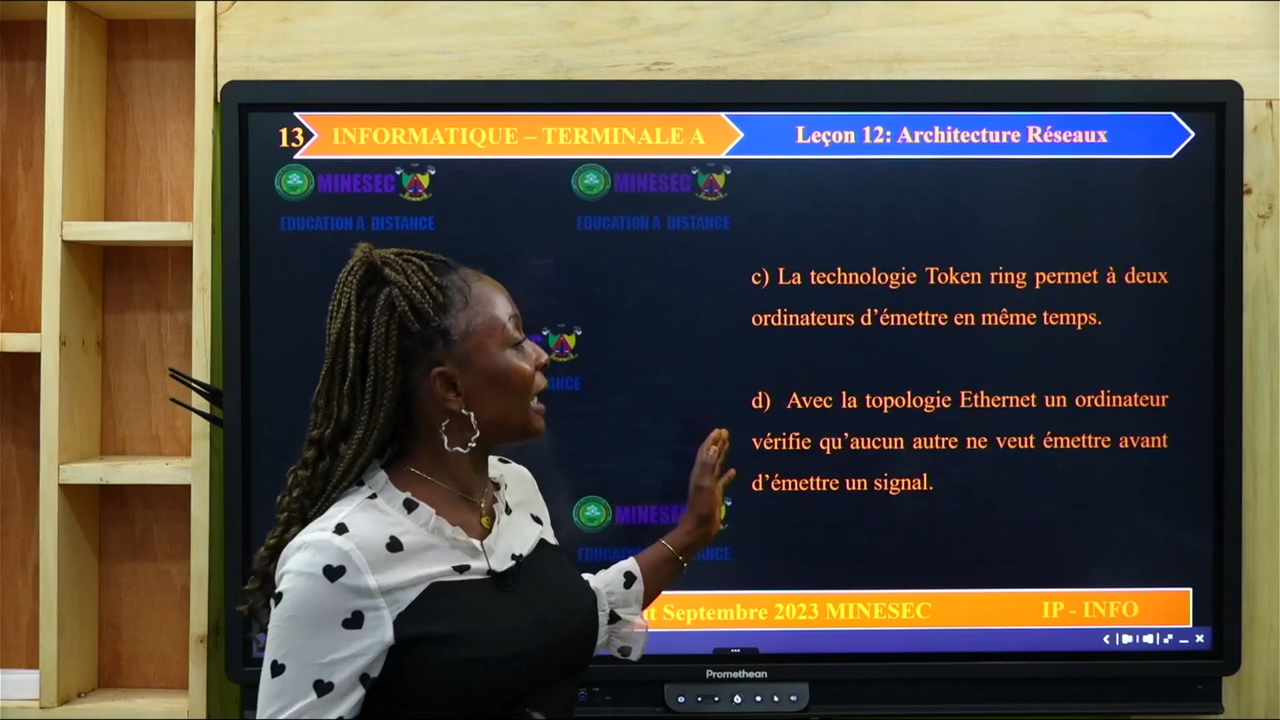 13 INFORMATIQUE – TERMINALE A Leçon 12: Architecture Réseaux
MINESEC MINESEC
EDUCATION A DISTANCE EDUCATION A DISTANCE
c) La technologie Token ring permet à deux
ordinateurs d'émettre en même temps.
d) Avec la topologie Ethernet un ordinateur
vérifie qu'aucun autre ne veut émettre avant
d'émettre un signal.
Septembre 2023 MINESEC IP - INFO
Promethean